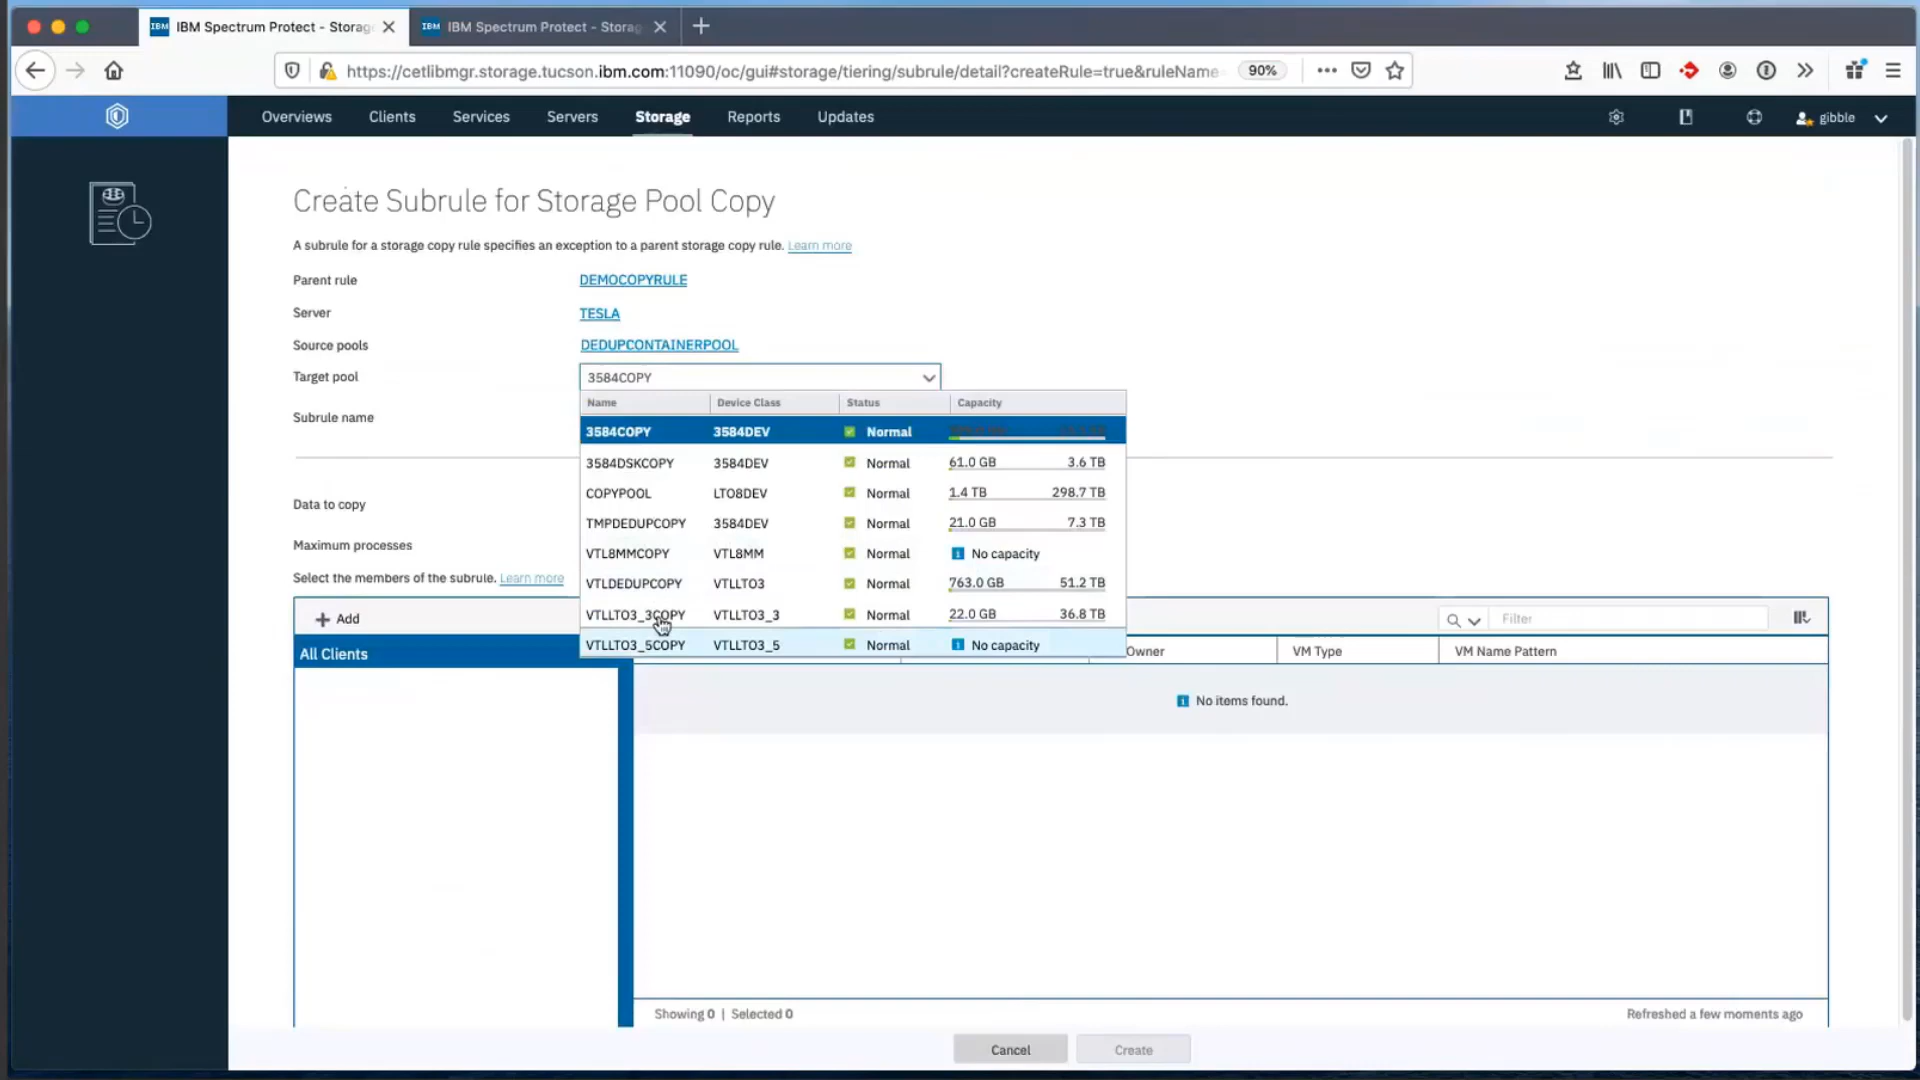 IBM IBM Spectrum Protect - Storag
IBM IBM Spectrum Protect - Storag
https://cetlibmgr.storage.tucson.ibm.com:11090/oc/gui#storage/tiering/subrule/detail?createRule=true&ruleName
90%
Overviews Clients Services Servers Storage Reports Updates
gibble
Create Subrule for Storage Pool Copy
A subrule for a storage copy rule specifies an exception to a parent storage copy rule. Learn more
Parent rule DEMOCOPYRULE
Server TESLA
Source pools DEDUPCONTAINERPOOL
Target pool 3584COPY
Subrule name
Name Device Class Status Capacity
3584COPY 3584DEV Normal
3584DSKCOPY 3584DEV Normal 61.0 GB 3.6 TB
COPYPOOL LTO8DEV Normal 1.4 TB 298.7 TB
TMPDEDUPCOPY 3584DEV Normal 21.0 GB 7.3 TB
VTL8MMCOPY VTL8MM Normal No capacity
VTLDEDUPCOPY VTLLTO3 Normal 763.0 GB 51.2 TB
VTLLTO3_3COPY VTLLTO3_3 Normal 22.0 GB 36.8 TB
VTLLTO3_5COPY VTLLTO3_5 Normal No capacity
Data to copy
Maximum processes
Select the members of the subrule. Learn more
Add
Filter
All Clients
Owner VM Type VM Name Pattern
No items found.
Showing 0 | Selected 0
Refreshed a few moments ago
Cancel Create